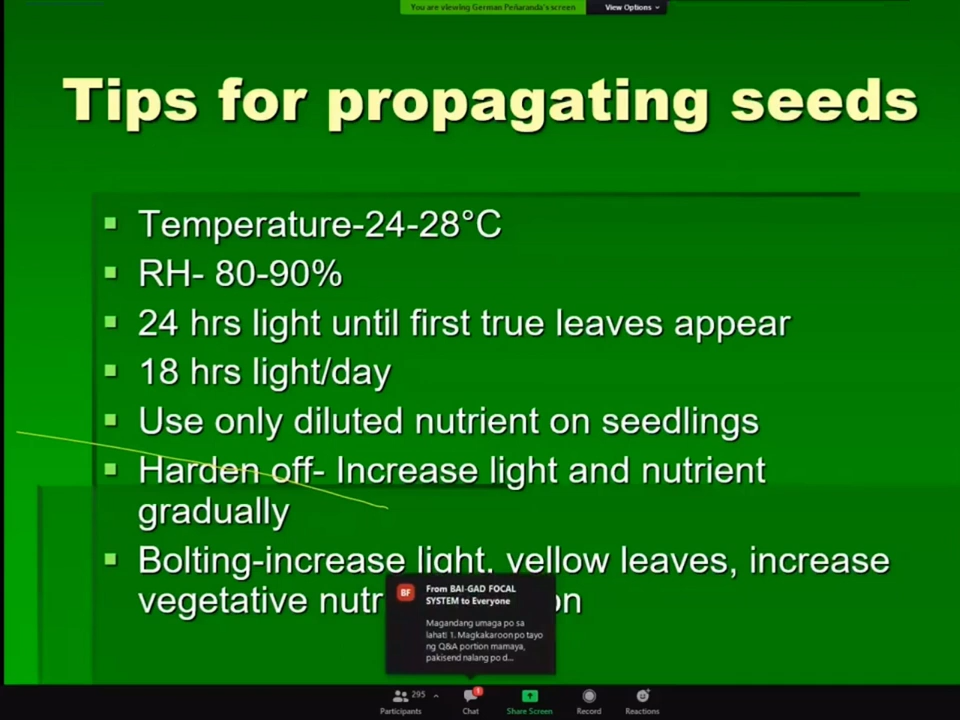 You are viewing German Peñaranda's screen
View Options
Tips for propagating seeds
Temperature-24-28°C
RH- 80-90%
24 hrs light until first true leaves appear
18 hrs light/day
Use only diluted nutrient on seedlings
Harden off- Increase light and nutrient
gradually
Bolting-increase light, yellow leaves, increase
vegetative nutr
BF
From BAI-GAD FOCAL
SYSTEM to Everyone
Magandang umaga po sa
lahat! 1. Magkakaroon po tayo
ng Q&A portion mamaya,
pakisend nalang po d...
295
1
Participants
Chat
Share Screen
Record
Reactions